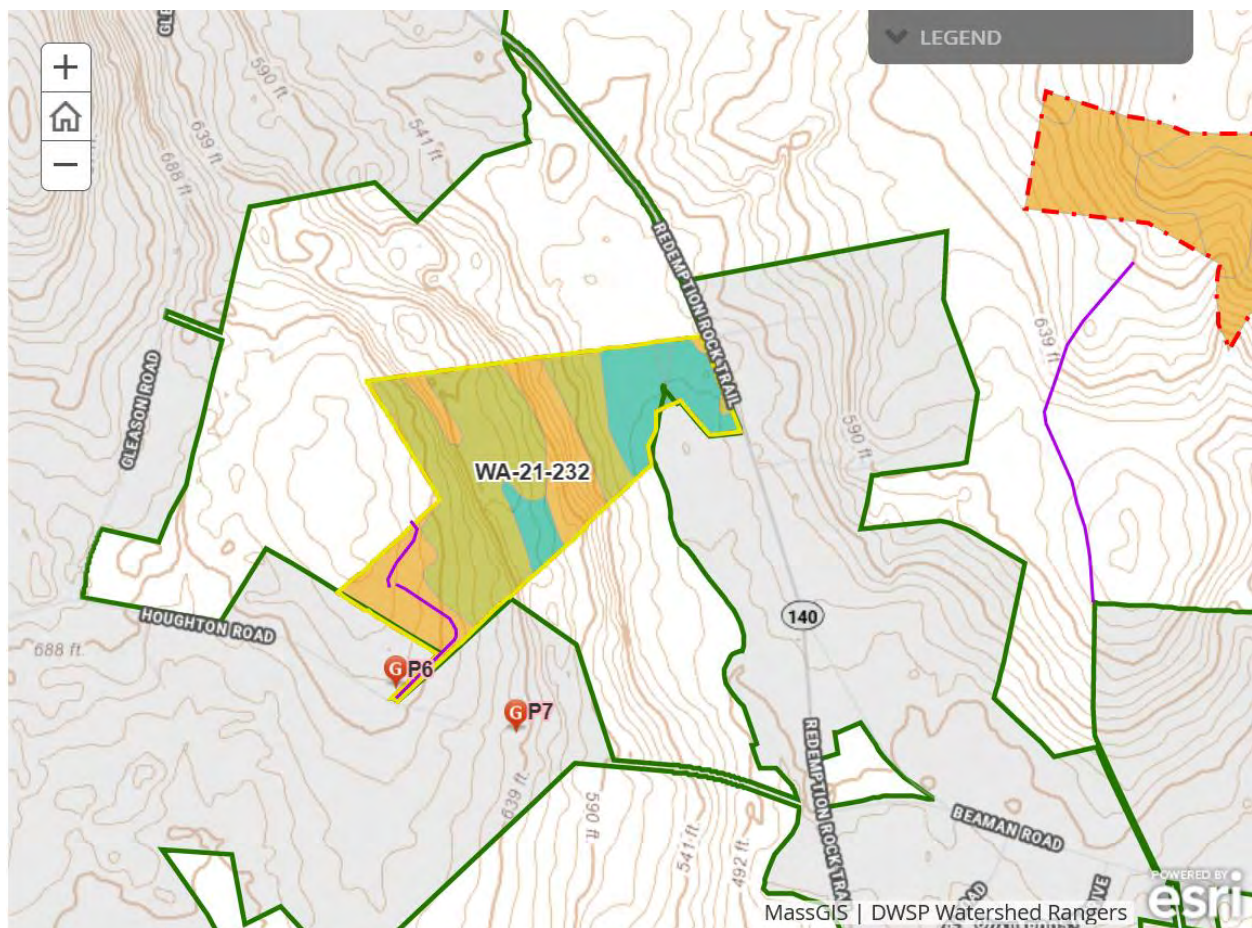 LEGEND
+
−
590 ft.
639 ft.
688 ft.
541 ft.
REDEMPTION ROCK TRAIL
639 ft.
GLEASON ROAD
590 ft.
WA-21-232
HOUGHTON ROAD
140
688 ft.
G P6
G P7
639 ft.
590 ft.
541 ft.
492 ft.
REDEMPTION ROCK TRA
BEAMAN ROAD
POWERED BY
esri
MassGIS | DWSP Watershed Rangers